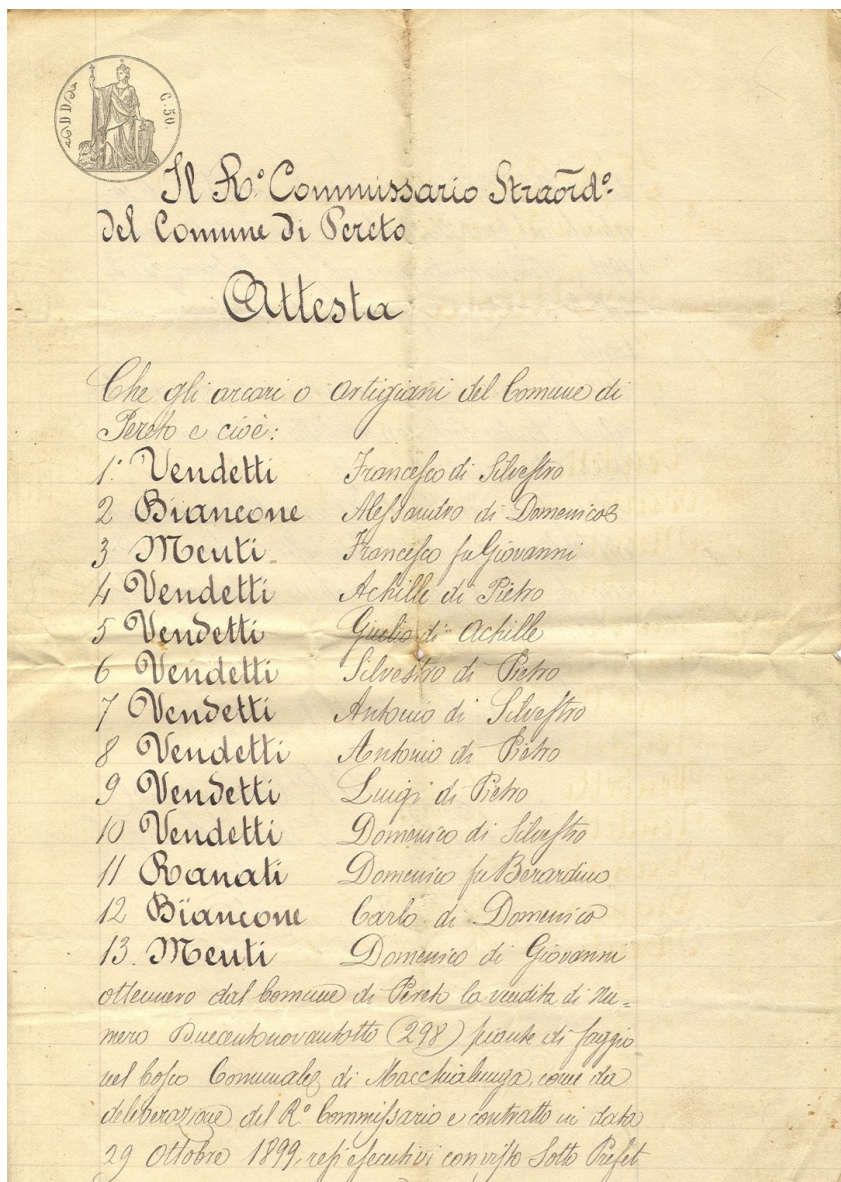 C. 50.
Il R.º Commissario Straord.º
del Comune di Pereto
Attesta
Che gli arcari o artigiani del Comune di
Pereto e cioè:
1º Vendetti Francesco di Silvestro
2 Biancone Alessandro di Domenico
3 Menti Francesco fu Giovanni
4 Vendetti Achille di Pietro
5 Vendetti Giulio di Achille
6 Vendetti Silvestro di Pietro
7 Vendetti Antonio di Silvestro
8 Vendetti Antonio di Pietro
9 Vendetti Luigi di Pietro
10 Vendetti Domenico di Silvestro
11 Ranati Domenico fu Berardino
12 Biancone Carlo di Domenico
13. Menti Domenico di Giovanni
ottennero dal Comune di Pereto la vendita di Nu=
mero Duecentonovantotto (298) piante di faggio
nel bosco Comunale di Macchialunga, come da
deliberazione del R.º Commissario e contratto in data
29 Ottobre 1899, resi esecutivi con visto Sotto Prefet